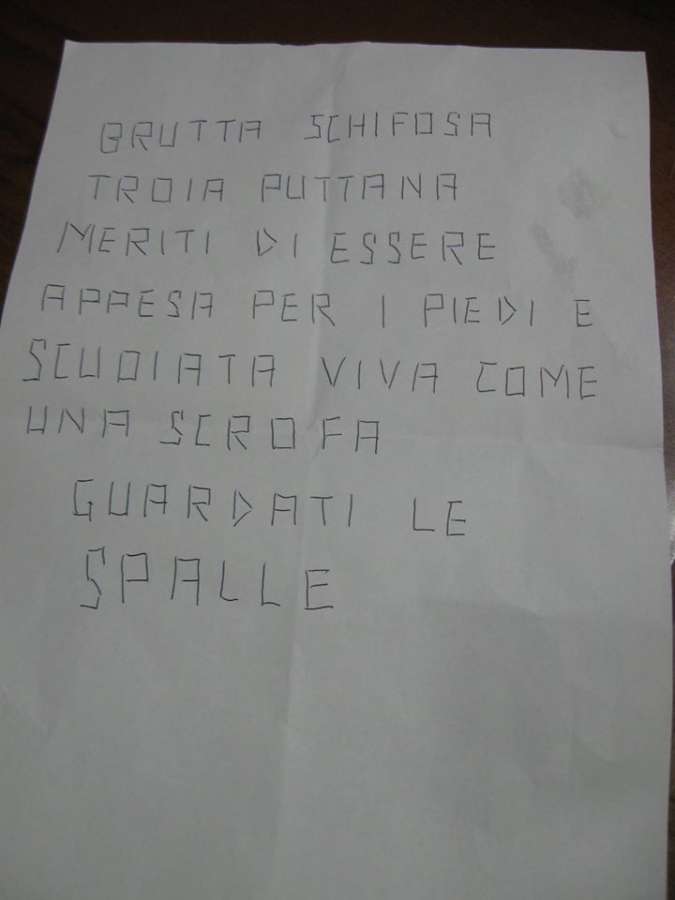 BRUTTA SCHIFOSA
TROIA PUTTANA
MERITI DI ESSERE
APPESA PER I PIEDI E
SCUOIATA VIVA COME
UNA SCROFA
GUARDATI LE
SPALLE